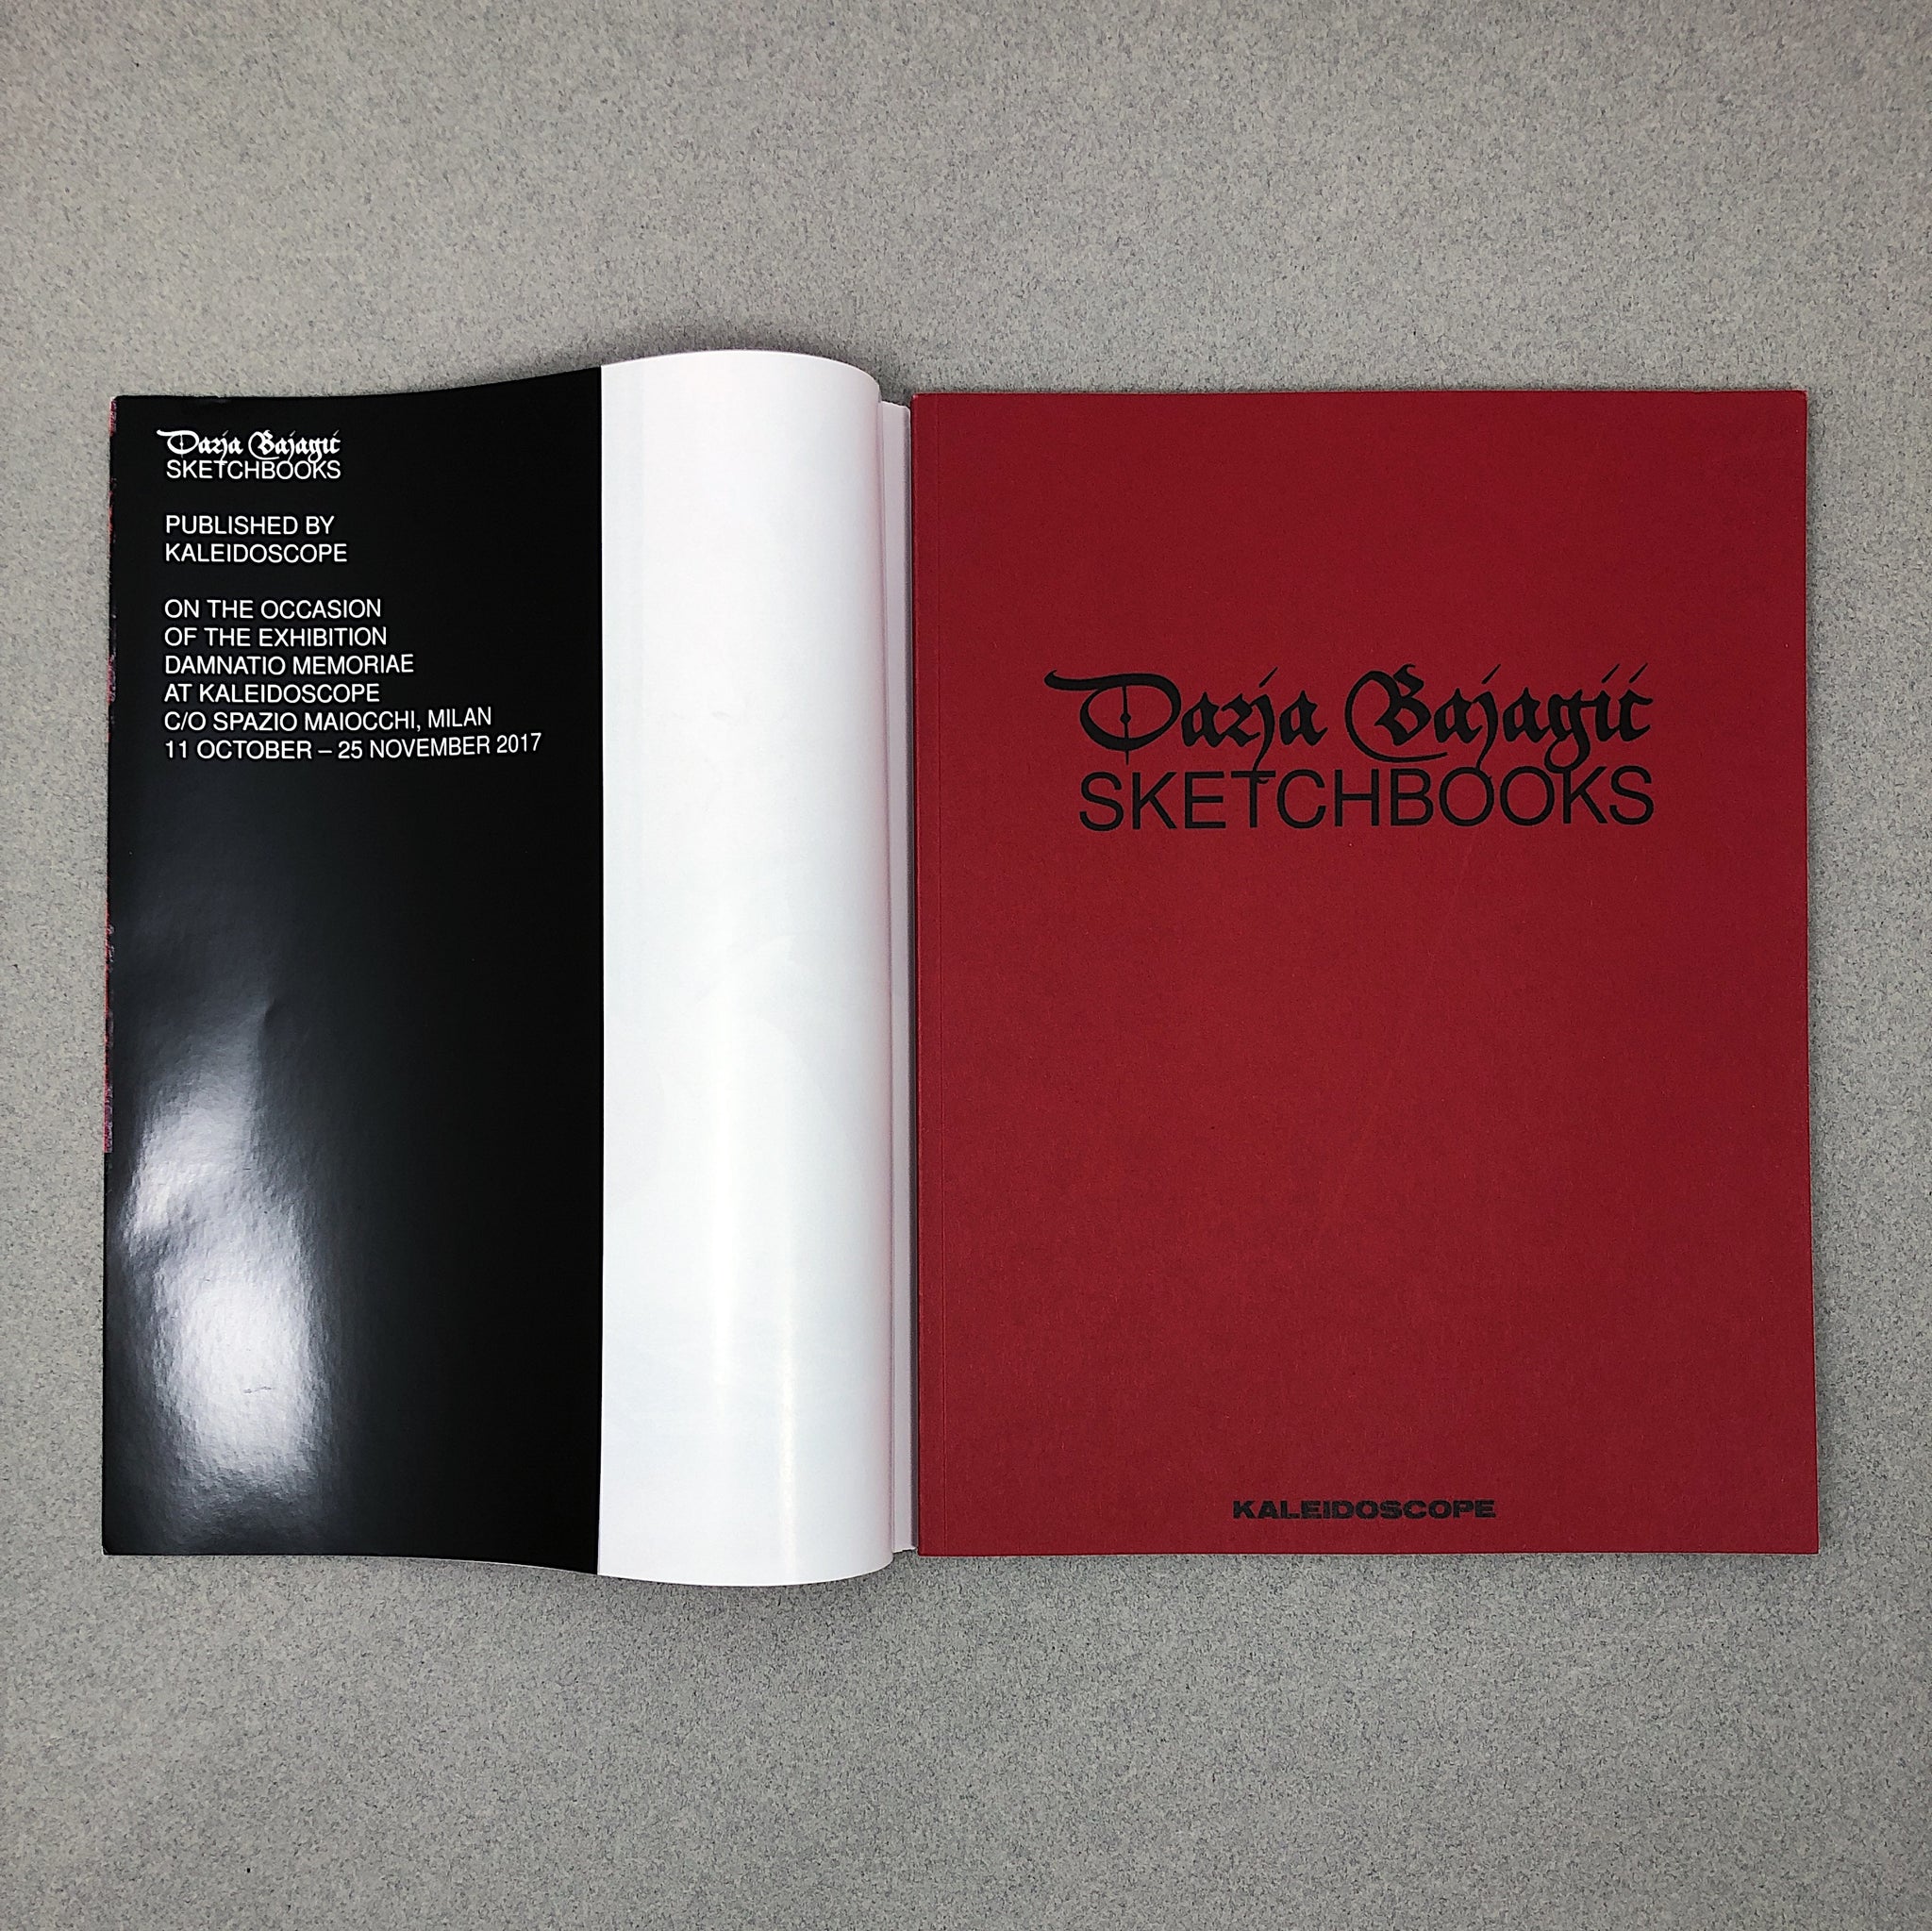 Darja Bajagić
SKETCHBOOKS
PUBLISHED BY
KALEIDOSCOPE
ON THE OCCASION
OF THE EXHIBITION
DAMNATIO MEMORIAE
AT KALEIDOSCOPE
C/O SPAZIO MAIOCCHI, MILAN
11 OCTOBER – 25 NOVEMBER 2017
Darja Bajagić
SKETCHBOOKS
KALEIDOSCOPE